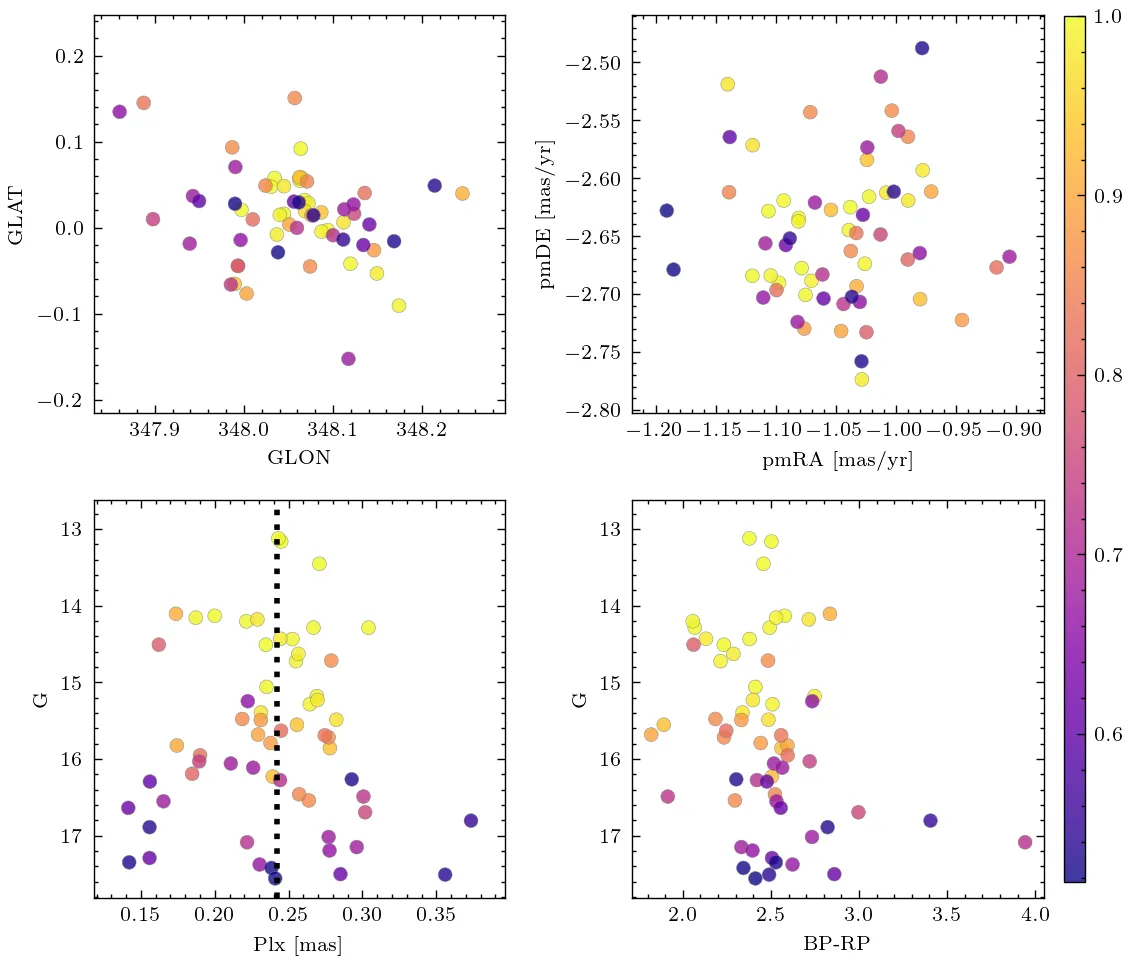 0.2
0.1
0.0
−0.1
−0.2
GLAT
347.9 348.0 348.1 348.2
GLON
−2.50
−2.55
−2.60
−2.65
−2.70
−2.75
−2.80
pmDE [mas/yr]
−1.20 −1.15 −1.10 −1.05 −1.00 −0.95 −0.90
pmRA [mas/yr]
13
14
15
16
17
G
0.15 0.20 0.25 0.30 0.35
Plx [mas]
13
14
15
16
17
G
2.0 2.5 3.0 3.5 4.0
BP-RP
1.0
0.9
0.8
0.7
0.6